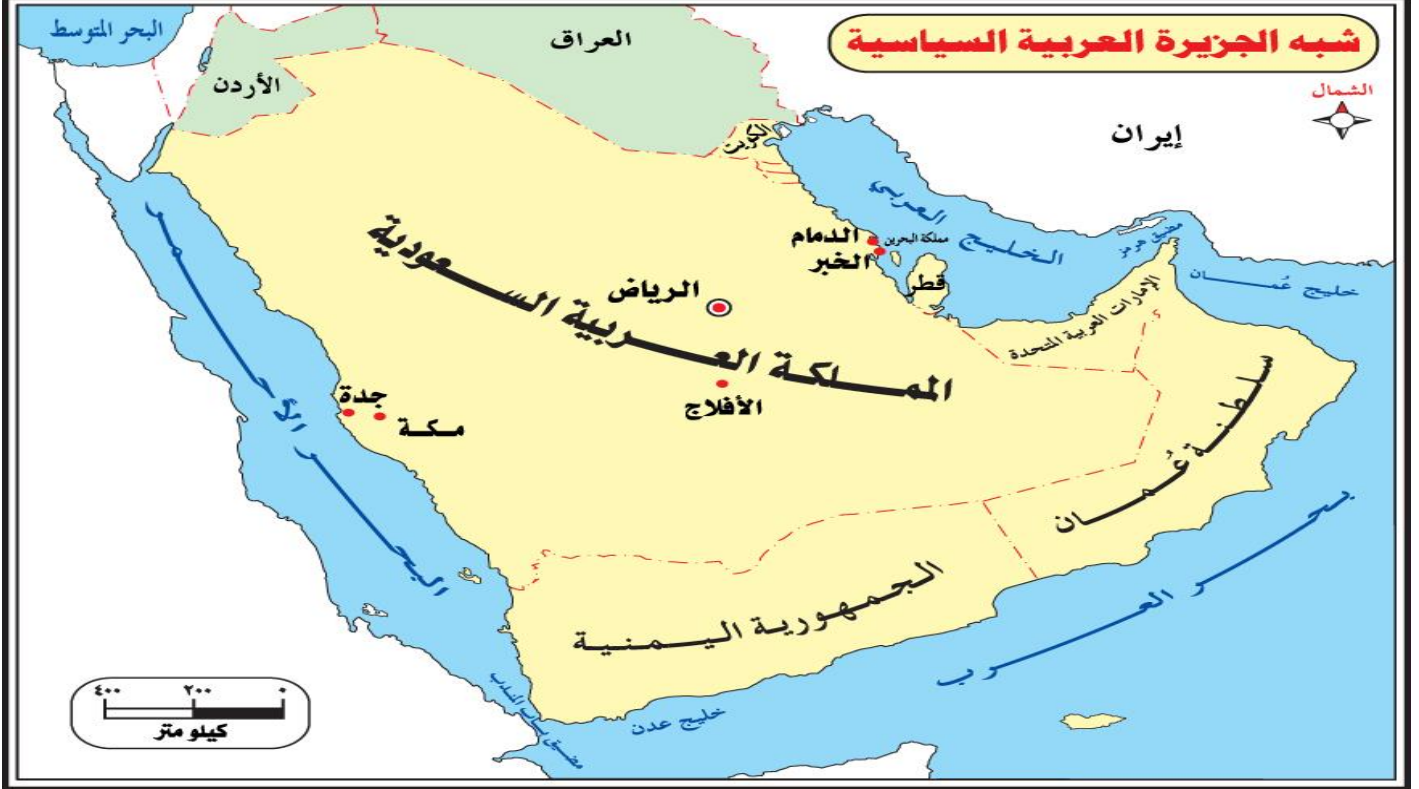 شبه الجزيرة العربية السياسية
الشمال
البحر المتوسط
العراق
الأردن
إيران
الكويت
الخليج العربي
مضيق هرمز
مملكة البحرين
الدمام
الخبر
قطر
خليج عُمـــان
الإمارات العربية المتحدة
الرياض
المملكة العربية السعودية
الأفلاج
جدة
مكة
البحر الأحمر
سلطنة عُمان
الجمهورية اليمنية
بحر العرب
خليج عدن
مضيق باب المندب
٤٠٠ ٢٠٠ ٠
كيلو متر